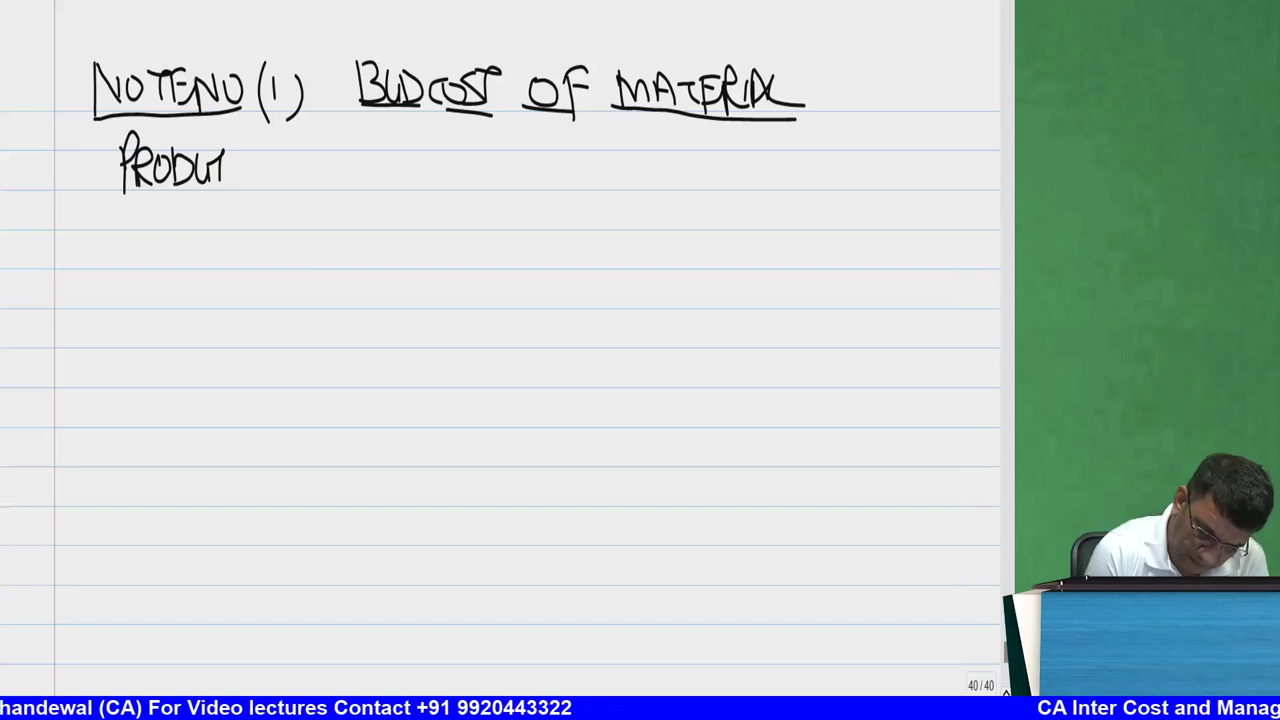 NOTENO (1) BUDCOST OF MATERIAL
PRODUT
40/40
handewal (CA) For Video lectures Contact +91 9920443322
CA Inter Cost and Manag